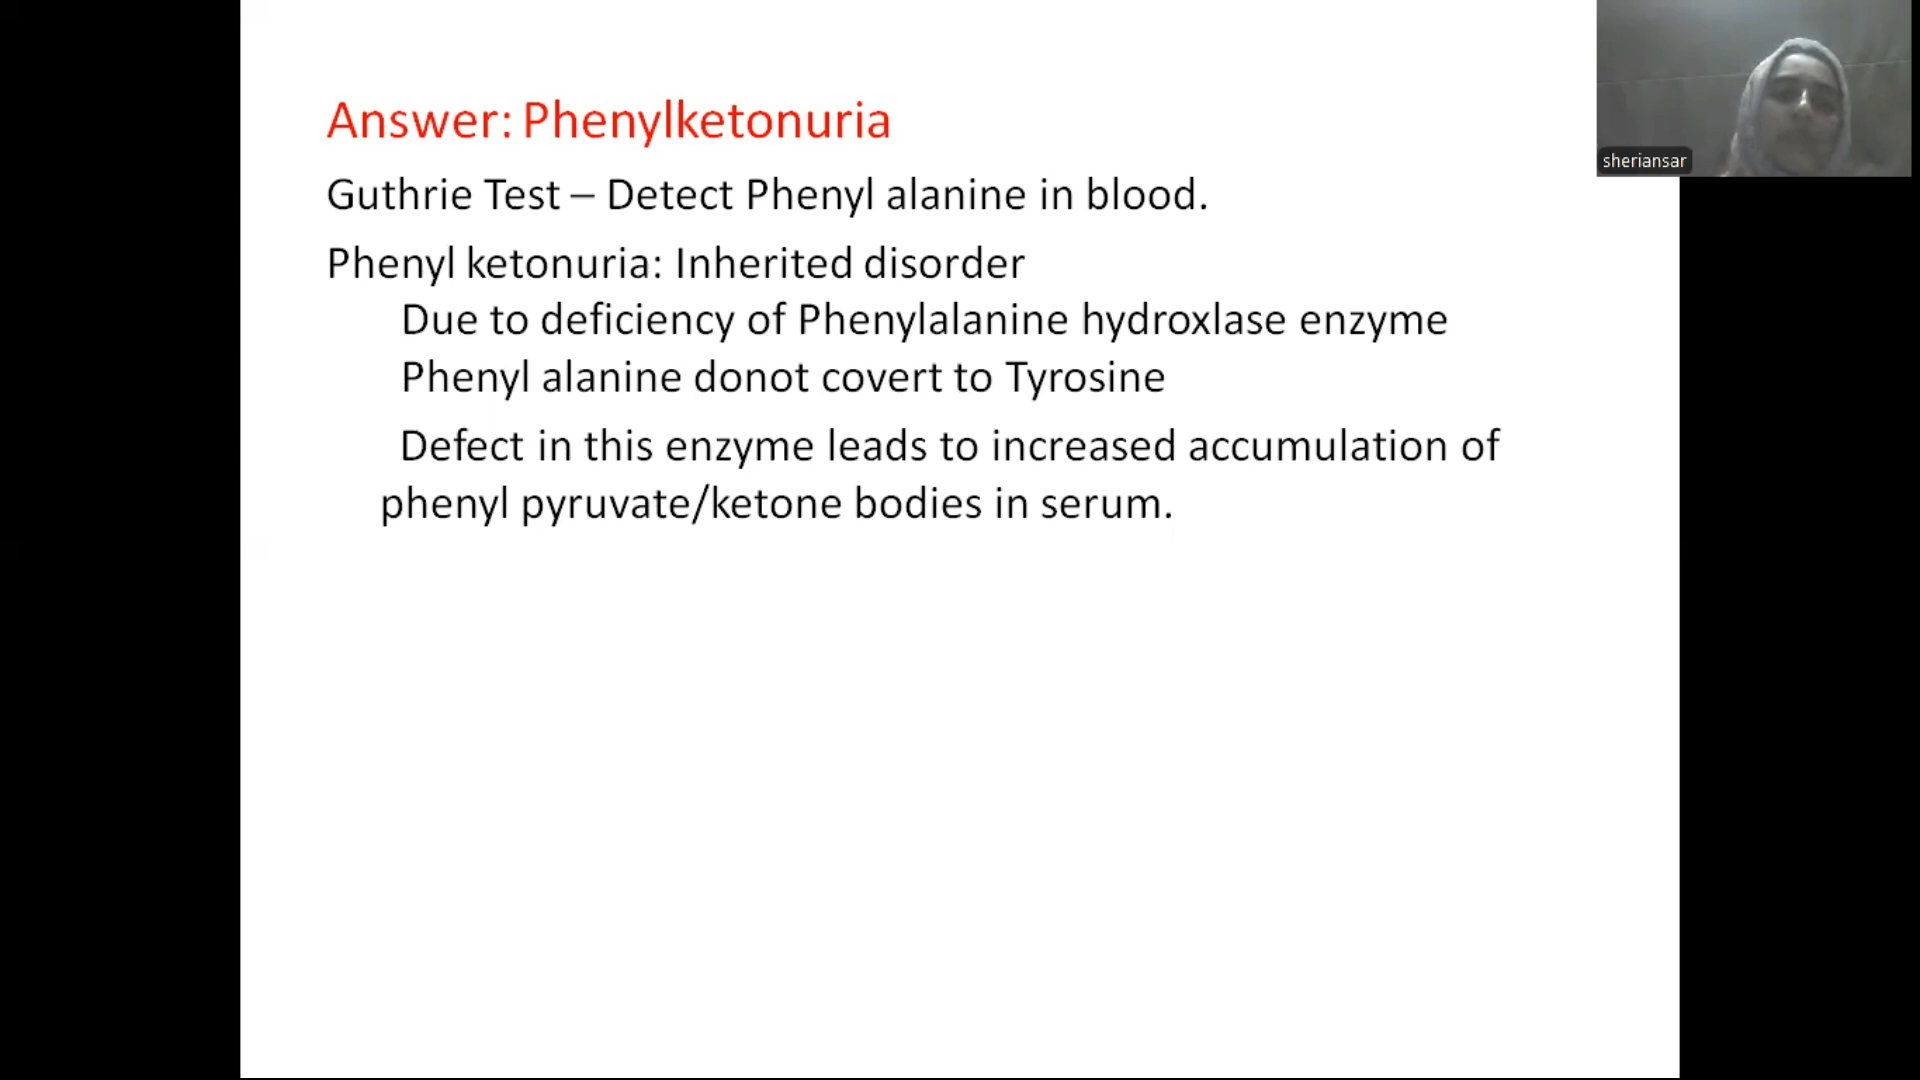 Answer: Phenylketonuria
sheriansar
Guthrie Test – Detect Phenyl alanine in blood.
Phenyl ketonuria: Inherited disorder
Due to deficiency of Phenylalanine hydroxlase enzyme
Phenyl alanine donot covert to Tyrosine
Defect in this enzyme leads to increased accumulation of
phenyl pyruvate/ketone bodies in serum.